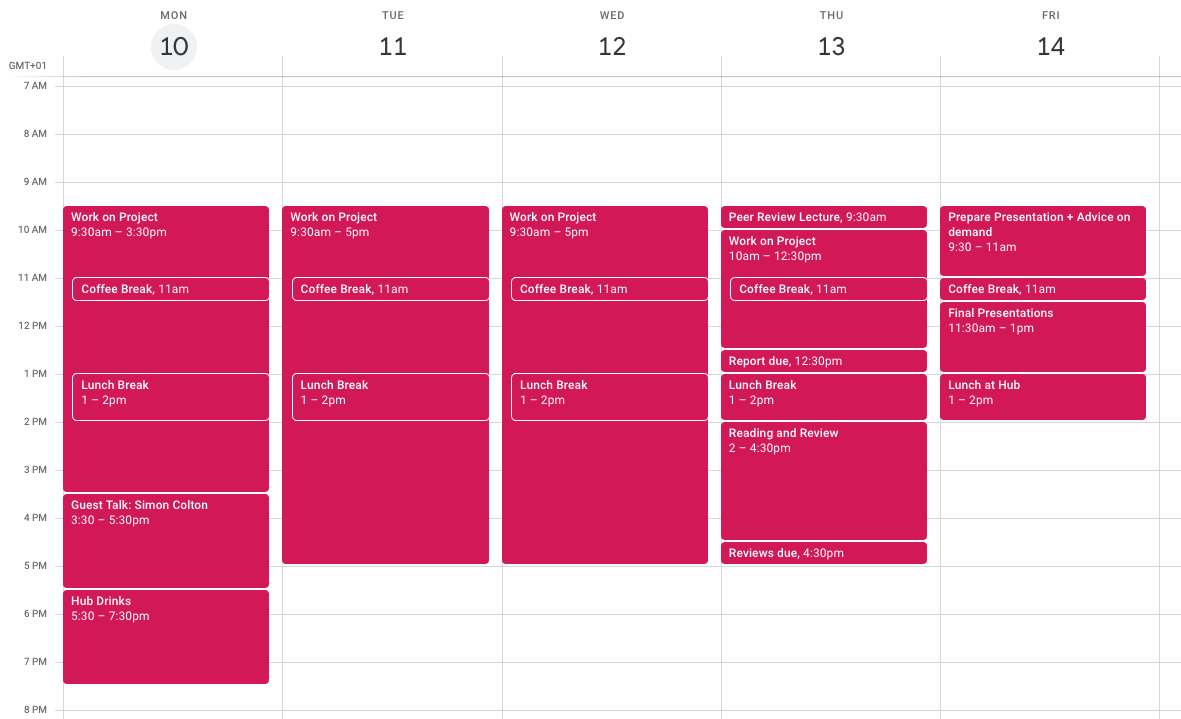 MON
TUE
WED
THU
FRI
10
11
12
13
14
GMT+01
7 AM
8 AM
9 AM
10 AM
11 AM
12 PM
1 PM
2 PM
3 PM
4 PM
5 PM
6 PM
7 PM
8 PM
Work on Project
9:30am – 3:30pm
Coffee Break, 11am
Lunch Break
1 – 2pm
Guest Talk: Simon Colton
3:30 – 5:30pm
Hub Drinks
5:30 – 7:30pm
Work on Project
9:30am – 5pm
Coffee Break, 11am
Lunch Break
1 – 2pm
Work on Project
9:30am – 5pm
Coffee Break, 11am
Lunch Break
1 – 2pm
Peer Review Lecture, 9:30am
Work on Project
10am – 12:30pm
Coffee Break, 11am
Report due, 12:30pm
Lunch Break
1 – 2pm
Reading and Review
2 – 4:30pm
Reviews due, 4:30pm
Prepare Presentation + Advice on
demand
9:30 – 11am
Coffee Break, 11am
Final Presentations
11:30am – 1pm
Lunch at Hub
1 – 2pm